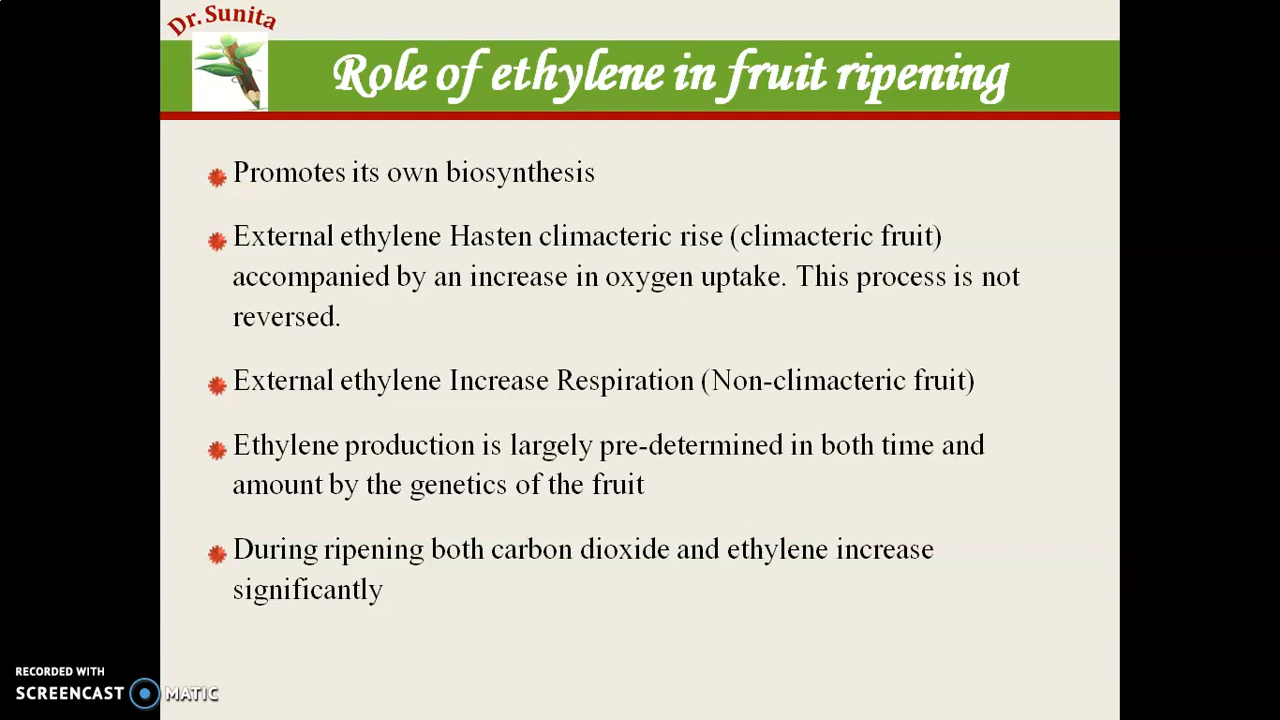 Dr. Sunita
Role of ethylene in fruit ripening
Promotes its own biosynthesis
External ethylene Hasten climacteric rise (climacteric fruit)
accompanied by an increase in oxygen uptake. This process is not
reversed.
External ethylene Increase Respiration (Non-climacteric fruit)
Ethylene production is largely pre-determined in both time and
amount by the genetics of the fruit
During ripening both carbon dioxide and ethylene increase
significantly
RECORDED WITH
SCREENCAST MATIC